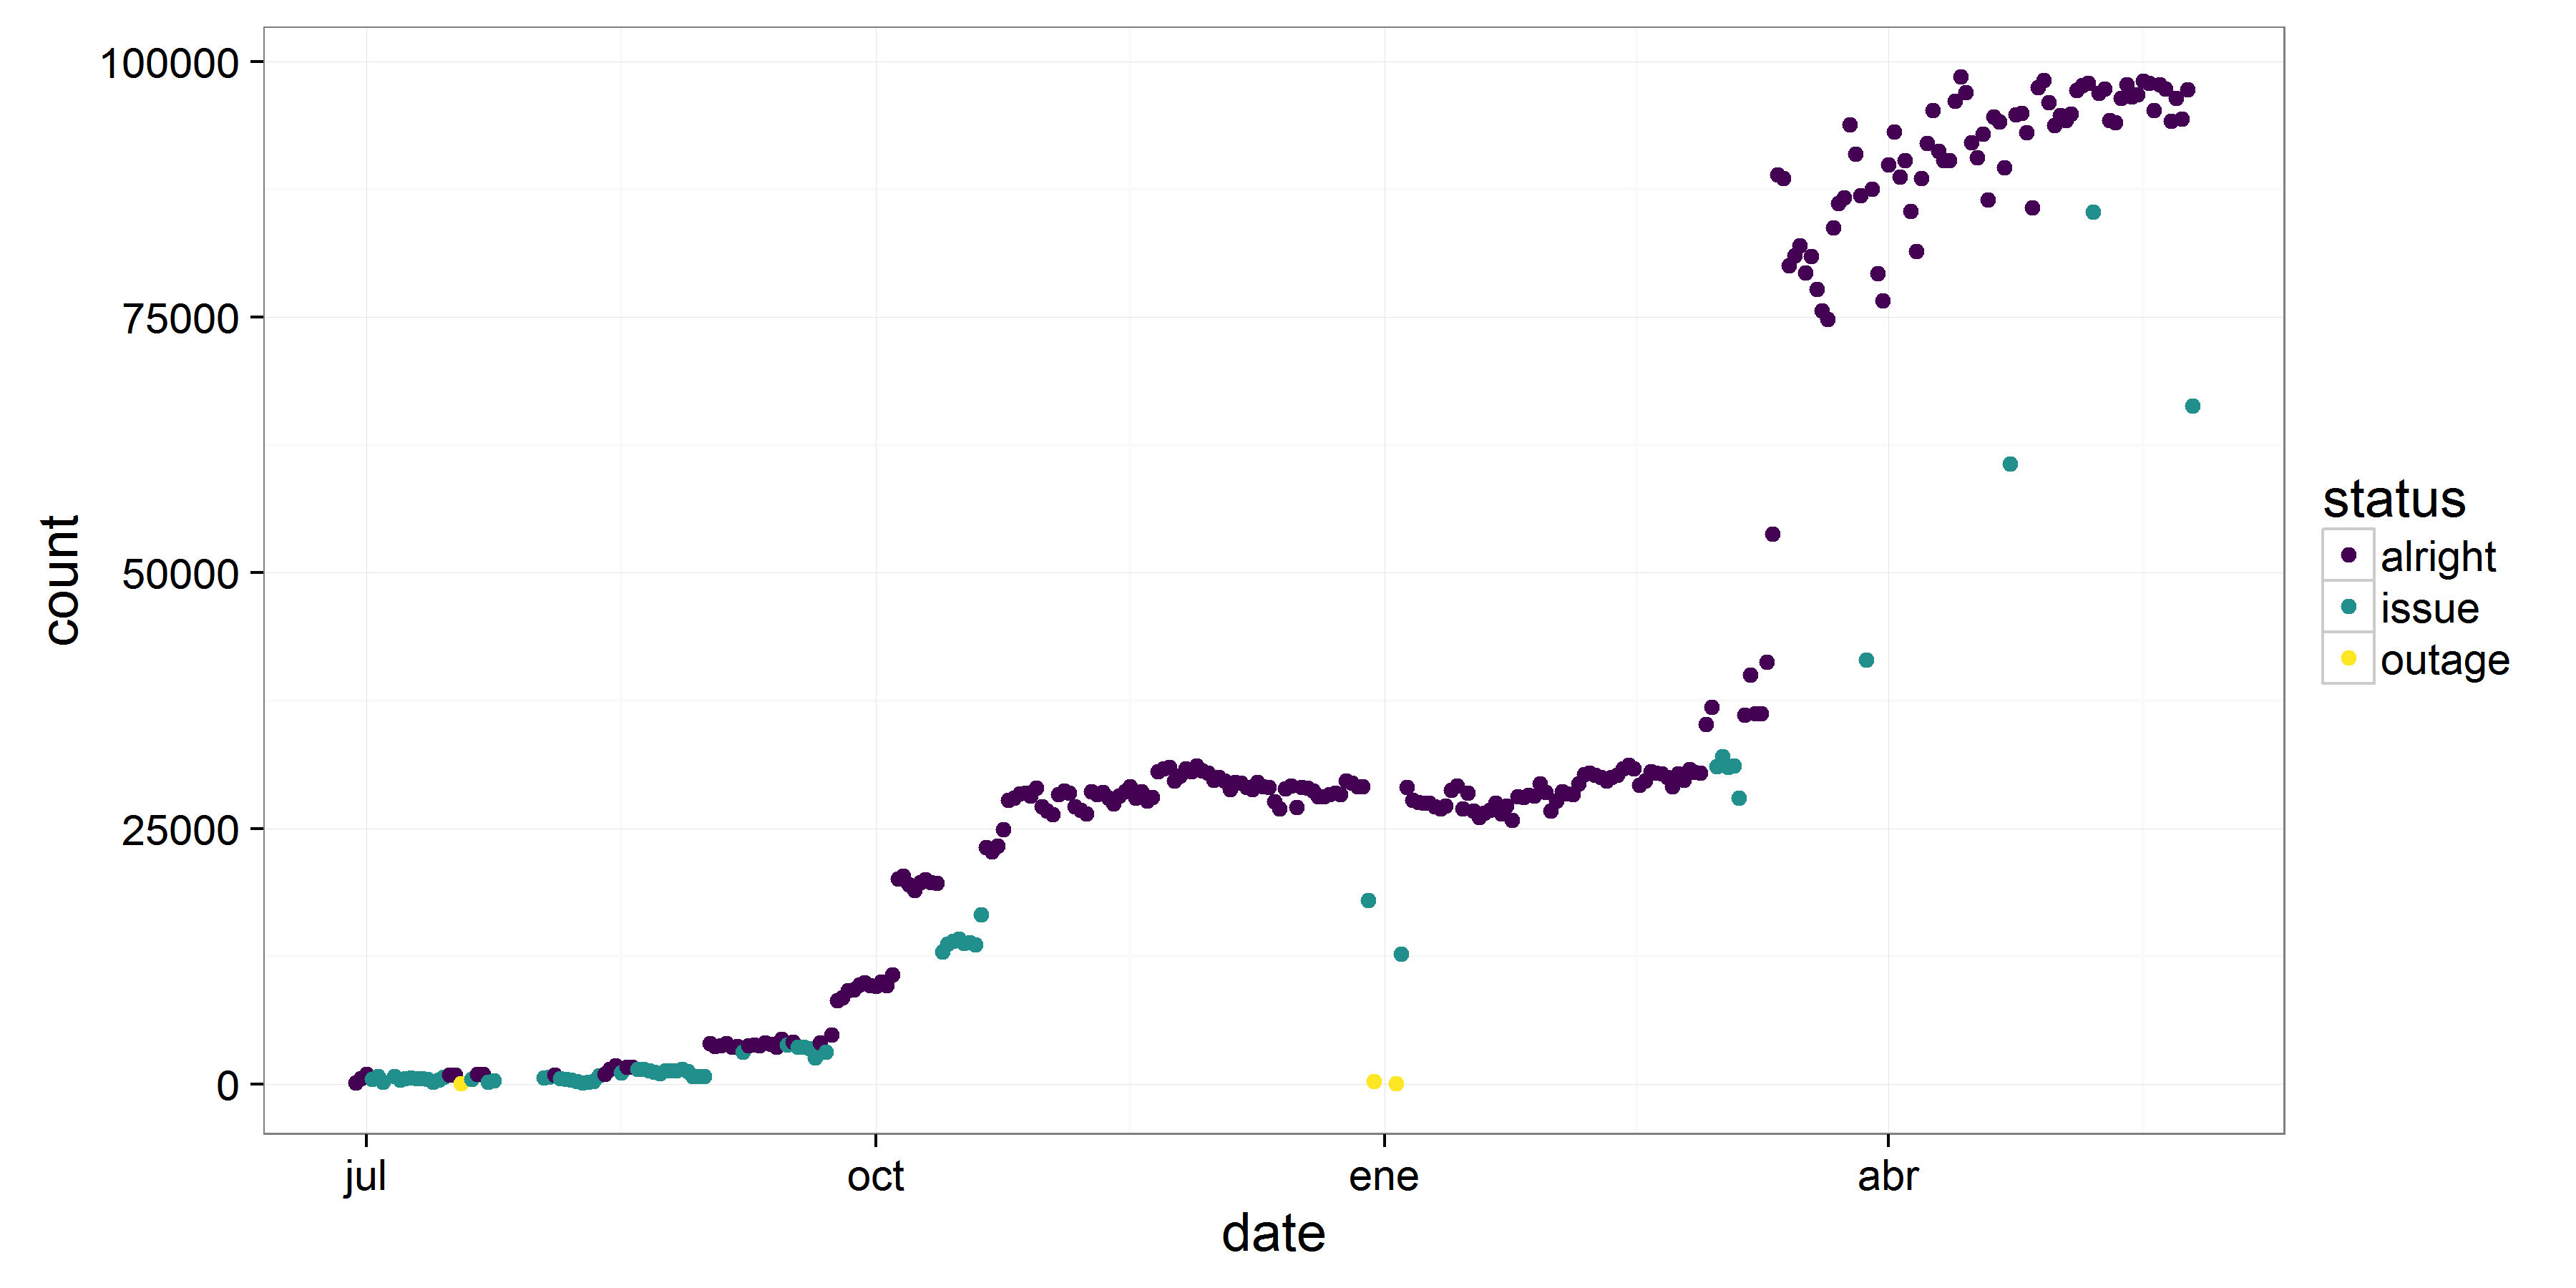 100000
75000
50000
25000
0
count
jul
oct
ene
abr
date
status
alright
issue
outage